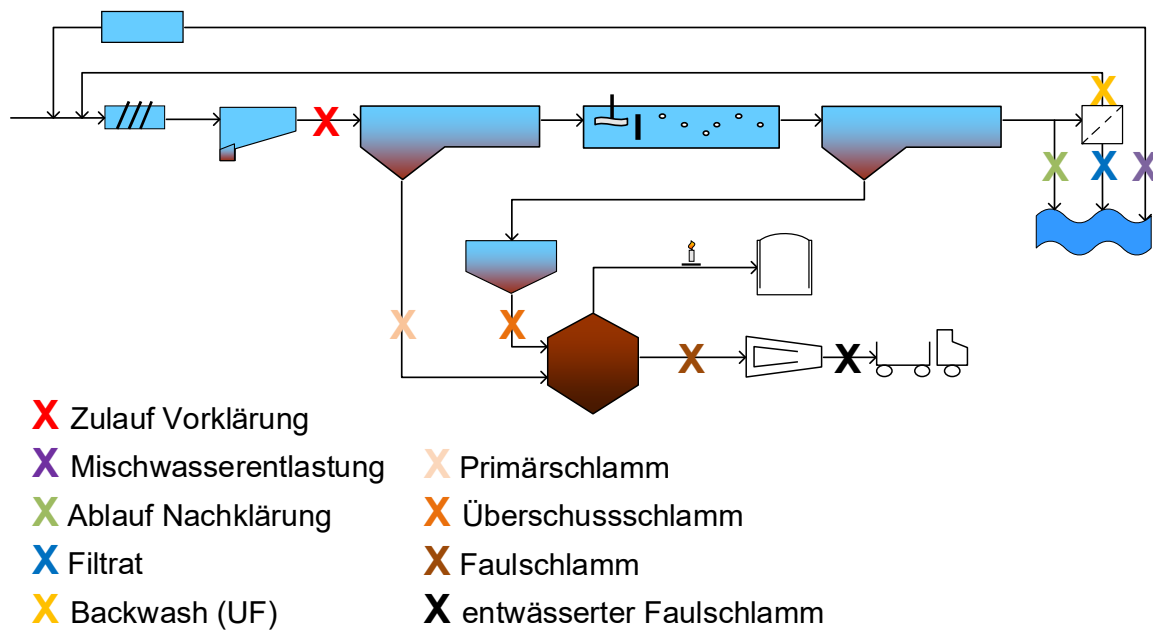 X Zulauf Vorklärung
X Mischwasserentlastung
X Ablauf Nachklärung
X Filtrat
X Backwash (UF)
X Primärschlamm
X Überschussschlamm
X Faulschlamm
X entwässerter Faulschlamm